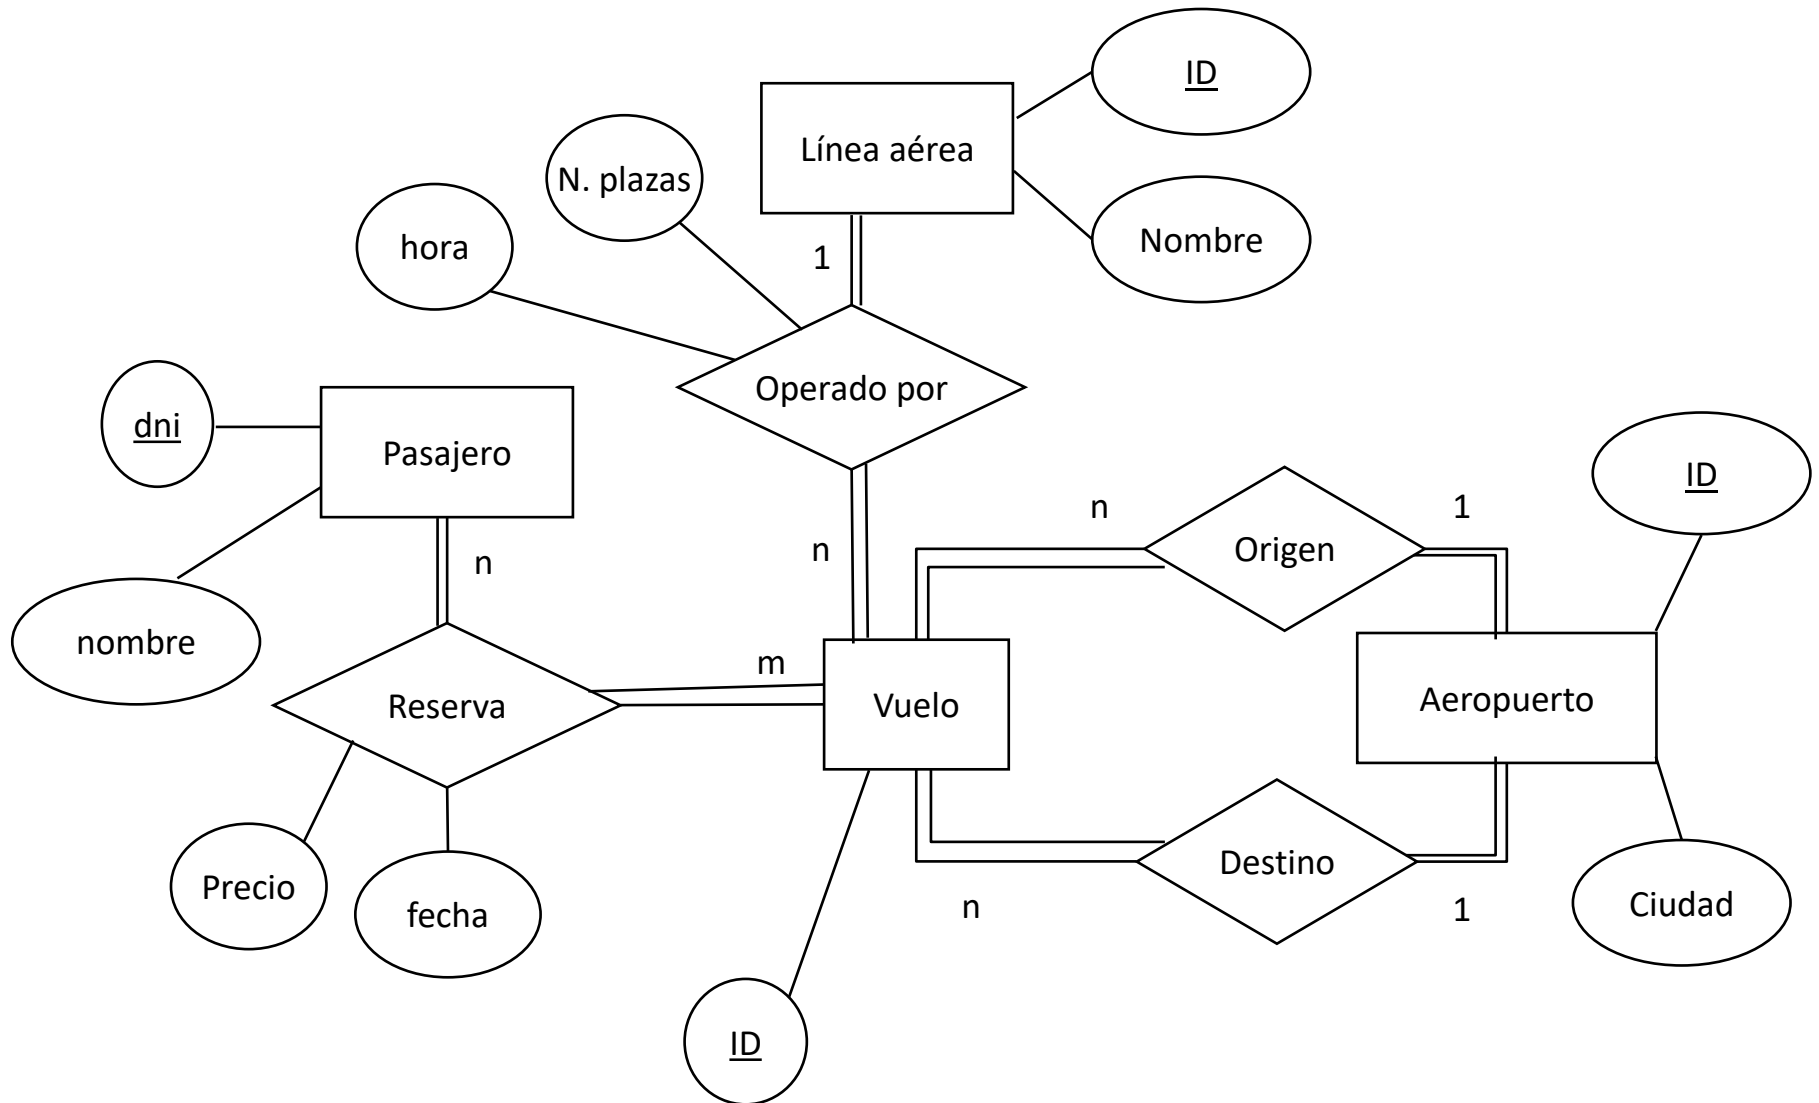 ID
Línea aérea
N. plazas
hora
Nombre
1
Operado por
dni
Pasajero
ID
n
1
n
n
Origen
nombre
m
Reserva
Vuelo
Aeropuerto
Precio
fecha
Destino
n
1
Ciudad
ID